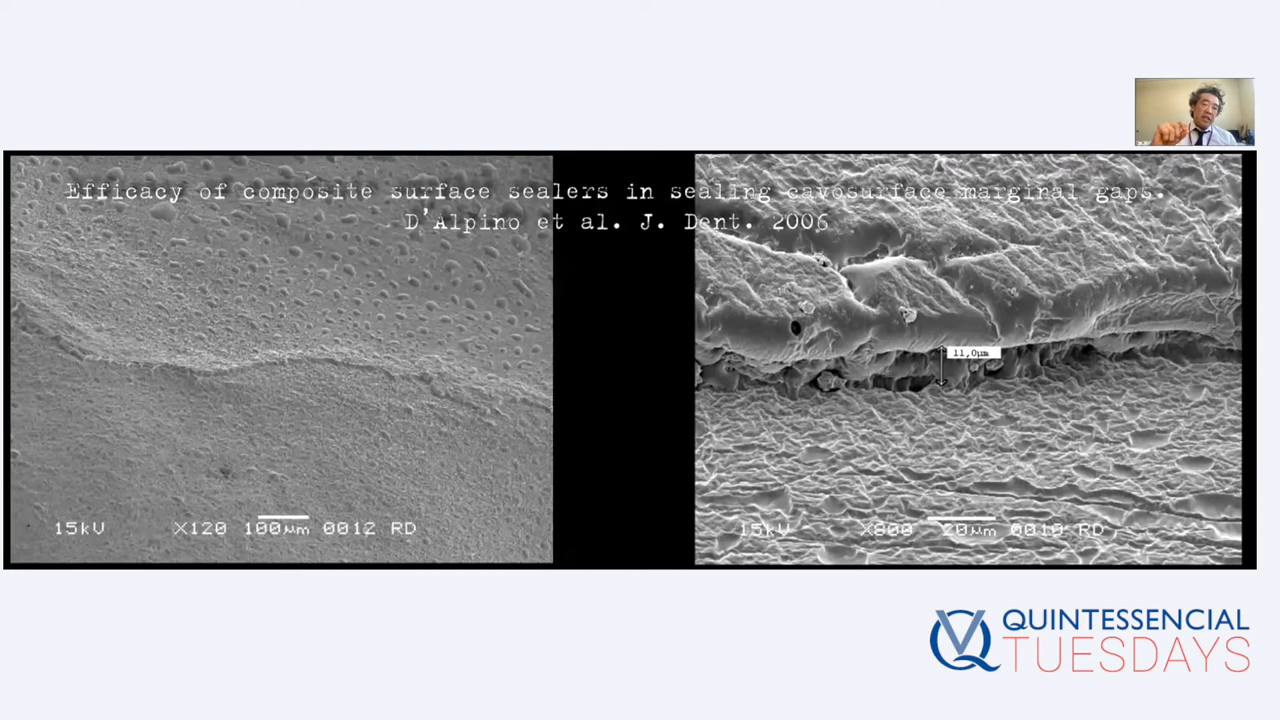 Efficacy of composite surface sealers in sealing cavosurface marginal gaps.
D'Alpino et al. J. Dent. 2006
11,0µm
15kV X120 100µm 0012 RD
15kV X800 20µm 0010 RD
QUINTESSENCIAL
TUESDAYS